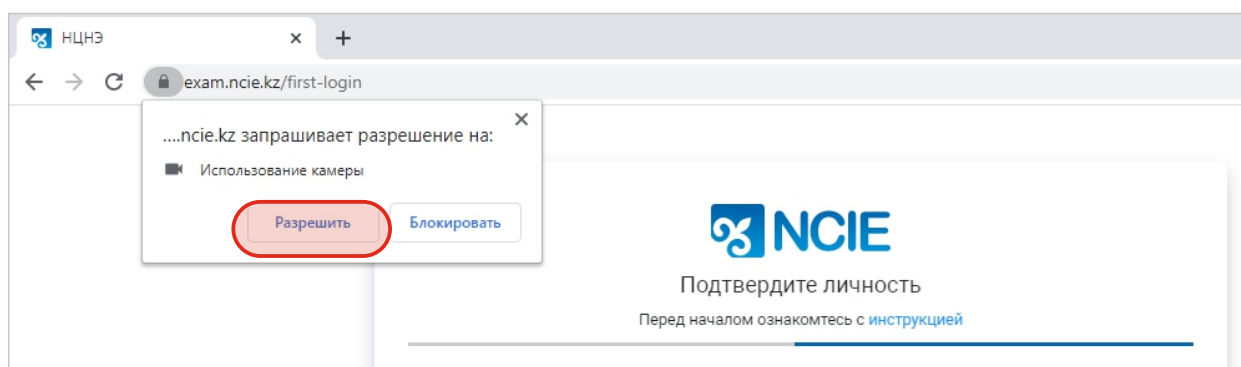 НЦНЭ
exam.ncie.kz/first-login
....ncie.kz запрашивает разрешение на:
Использование камеры
Разрешить
Блокировать
NCIE
Подтвердите личность
Перед началом ознакомтесь с инструкцией